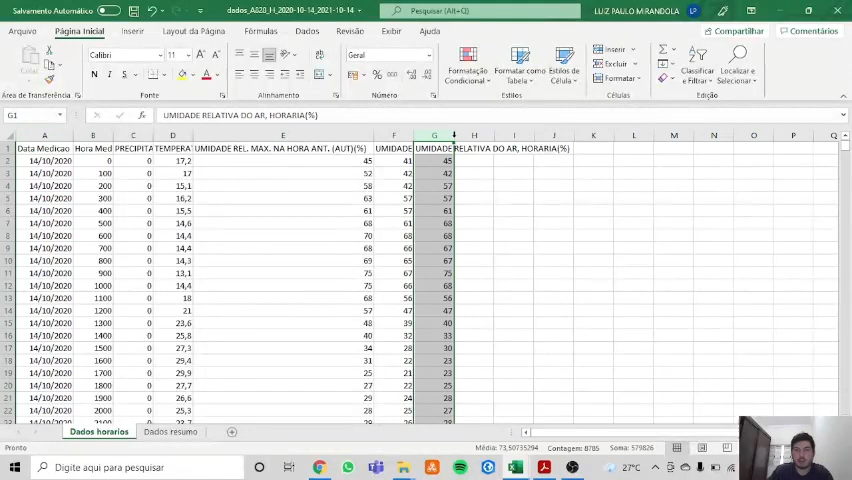 Salvamento Automático
dados_A820_H_2020-10-14_2021-10-14
Pesquisar (Alt+Q)
LUIZ PAULO MIRANDOLA
Arquivo Página Inicial Inserir Layout da Página Fórmulas Dados Revisão Exibir Ajuda Compartilhar Comentários
Colar
Calibri 11
Geral
Formatação Condicional
Formatar como Tabela
Estilos de Célula
Inserir
Excluir
Formatar
Classificar e Filtrar
Localizar e Selecionar
N I S
Área de Transferência Fonte Alinhamento Número Estilos Células Edição
G1 UMIDADE RELATIVA DO AR, HORARIA(%)
A B C D E F G H I J K L M N O P Q
1 Data Medicao Hora Med PRECIPITA TEMPERAT UMIDADE REL. MAX. NA HORA ANT. (AUT)(%) UMIDADE UMIDADE RELATIVA DO AR, HORARIA(%)
2 14/10/2020 0 0 17,2 45 41 45
3 14/10/2020 100 0 17 52 42 42
4 14/10/2020 200 0 15,1 58 42 57
5 14/10/2020 300 0 16,2 63 57 57
6 14/10/2020 400 0 15,5 61 57 61
7 14/10/2020 500 0 14,6 68 61 68
8 14/10/2020 600 0 14,4 70 68 68
9 14/10/2020 700 0 14,4 68 66 67
10 14/10/2020 800 0 14,3 69 65 67
11 14/10/2020 900 0 13,1 75 67 75
12 14/10/2020 1000 0 14,4 75 66 68
13 14/10/2020 1100 0 18 68 56 56
14 14/10/2020 1200 0 21 57 47 47
15 14/10/2020 1300 0 23,6 48 39 40
16 14/10/2020 1400 0 25,8 40 32 33
17 14/10/2020 1500 0 27,3 34 28 30
18 14/10/2020 1600 0 29,4 31 22 23
19 14/10/2020 1700 0 29,9 25 21 23
20 14/10/2020 1800 0 27,7 27 22 25
21 14/10/2020 1900 0 26,6 29 24 28
22 14/10/2020 2000 0 25,3 28 25 27
Dados horarios Dados resumo
Pronto Média: 73,50735294 Contagem: 8785 Soma: 579826
Digite aqui para pesquisar
27°C